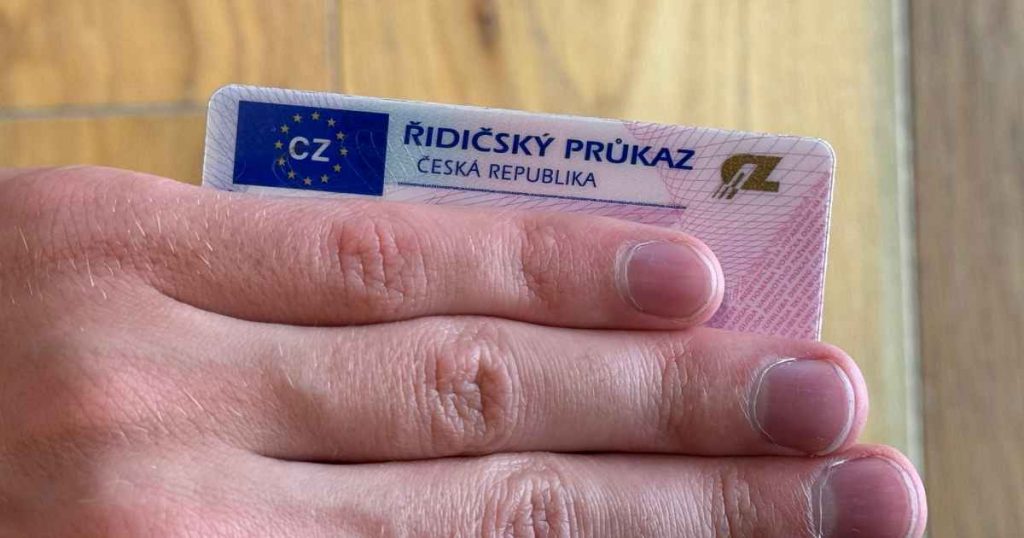 CZ
ŘIDIČSKÝ PRŮKAZ
ČESKÁ REPUBLIKA
CZ